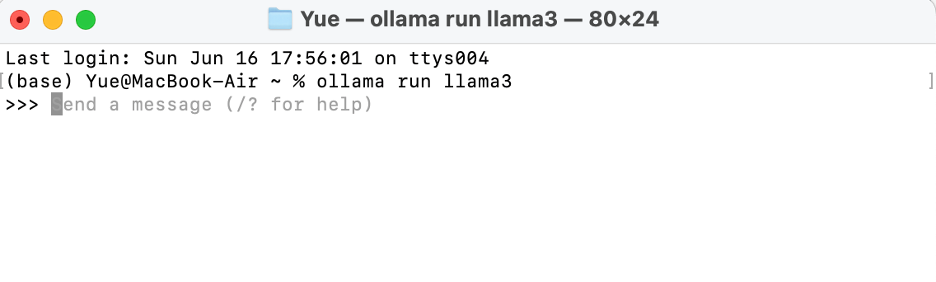 Yue — ollama run llama3 — 80×24
Last login: Sun Jun 16 17:56:01 on ttys004
[(base) Yue@MacBook-Air ~ % ollama run llama3 ]
>>> Send a message (/? for help)